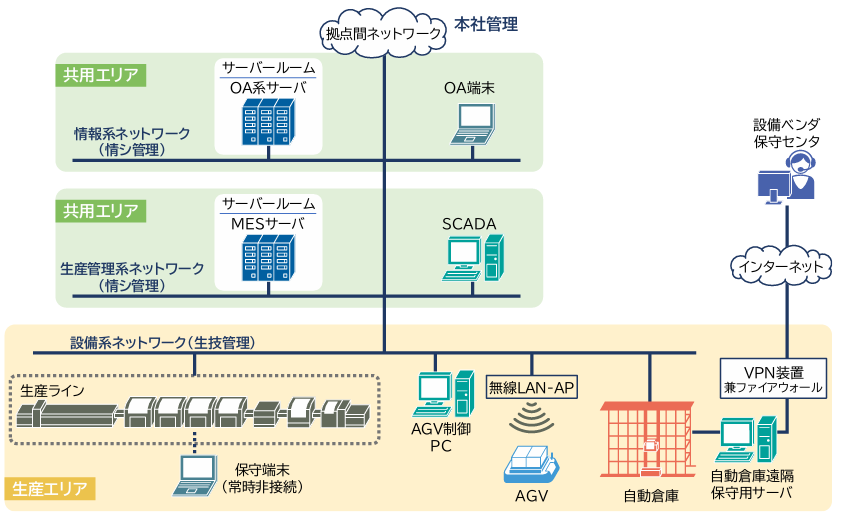 拠点間ネットワーク
本社管理
共用エリア
サーバールーム
OA系サーバ
OA端末
情報系ネットワーク
(情シ管理)
設備ベンダ
保守センタ
共用エリア
サーバールーム
MESサーバ
SCADA
生産管理系ネットワーク
(情シ管理)
インターネット
設備系ネットワーク(生技管理)
生産ライン
無線LAN-AP
VPN装置
兼ファイアウォール
AGV制御
PC
保守端末
(常時非接続)
AGV
自動倉庫
自動倉庫遠隔
保守用サーバ
生産エリア